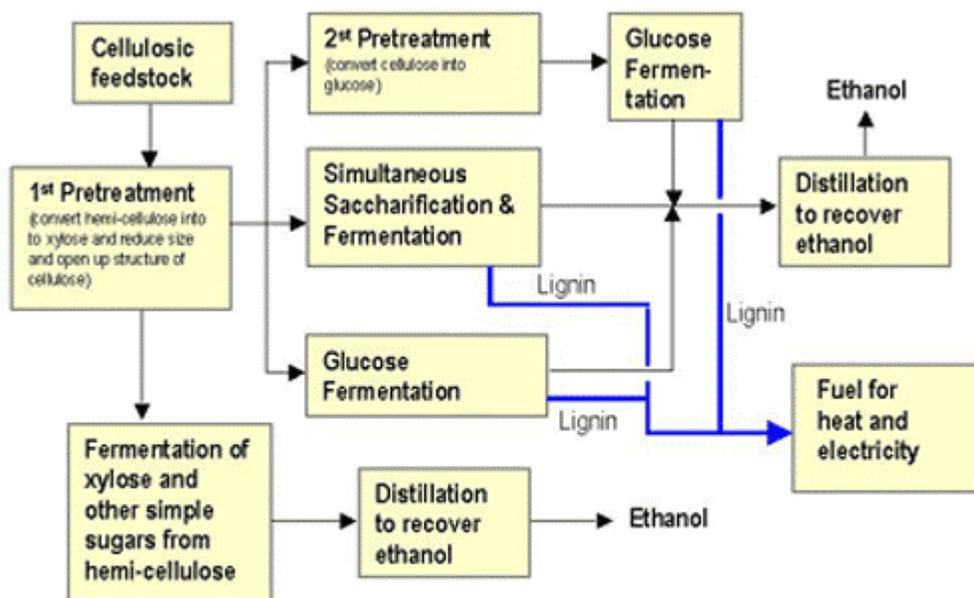 Cellulosic
feedstock
2st Pretreatment
(convert cellulose into
glucose)
Glucose
Fermen-
tation
Ethanol
1st Pretreatment
(convert hemi-cellulose into
to xylose and reduce size
and open up structure of
cellulose)
Simultaneous
Saccharification &
Fermentation
Distillation
to recover
ethanol
Lignin
Lignin
Glucose
Fermentation
Lignin
Fuel for
heat and
electricity
Fermentation of
xylose and
other simple
sugars from
hemi-cellulose
Distillation
to recover
ethanol
Ethanol